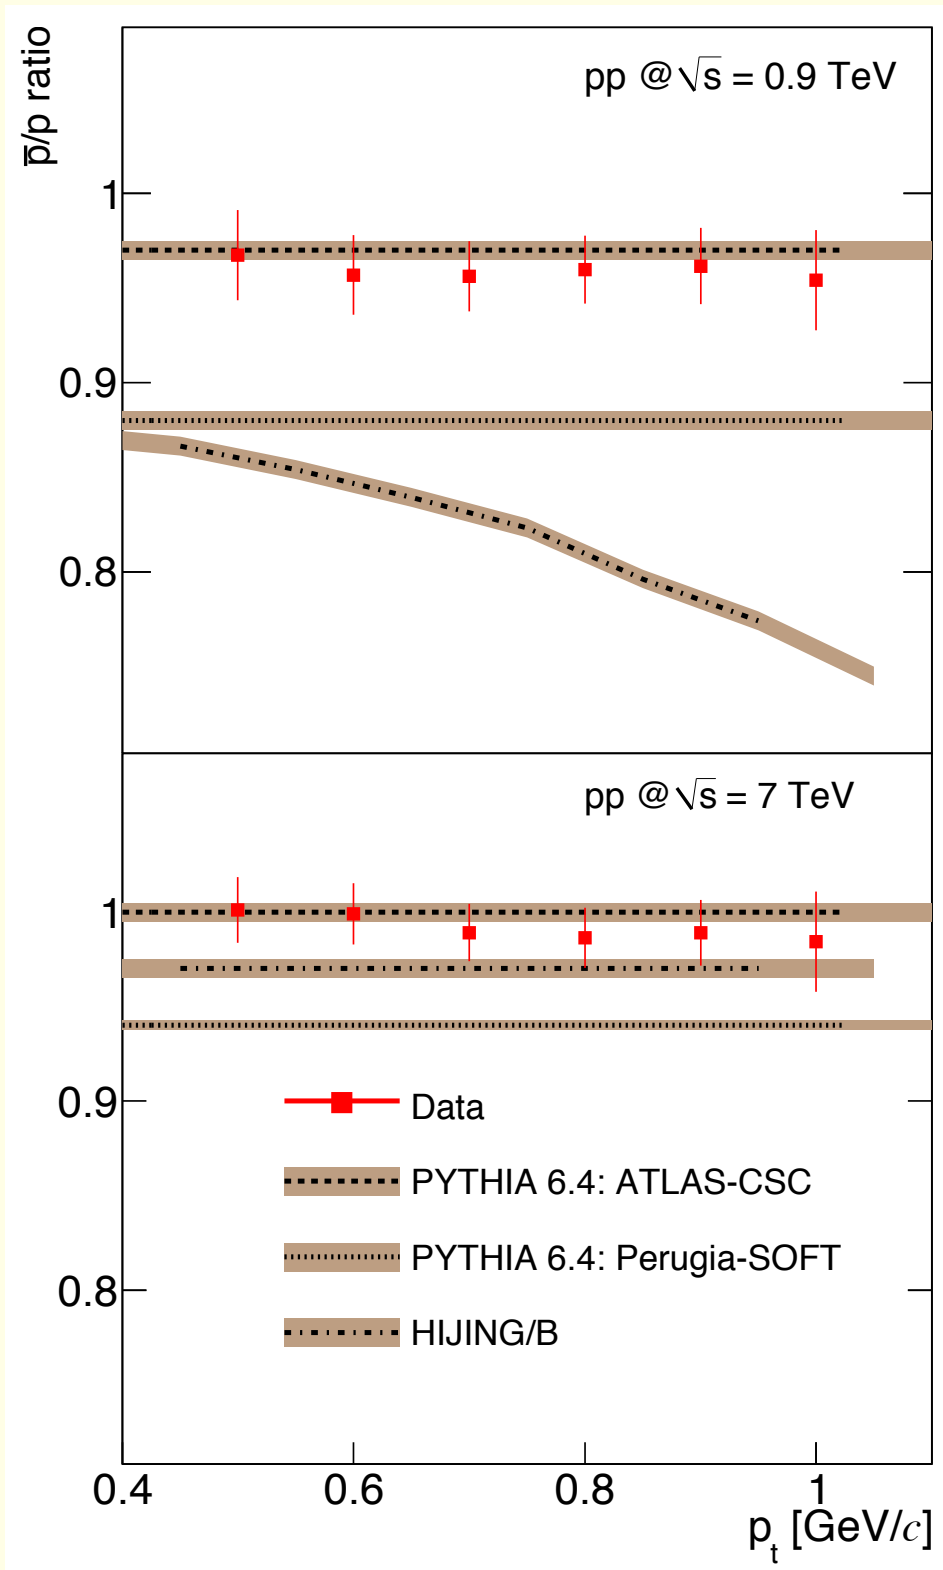 p̅/p ratio
pp @ √s = 0.9 TeV
1
0.9
0.8
pp @ √s = 7 TeV
1
0.9
0.8
Data
PYTHIA 6.4: ATLAS-CSC
PYTHIA 6.4: Perugia-SOFT
HIJING/B
0.4 0.6 0.8 1
p_t [GeV/c]